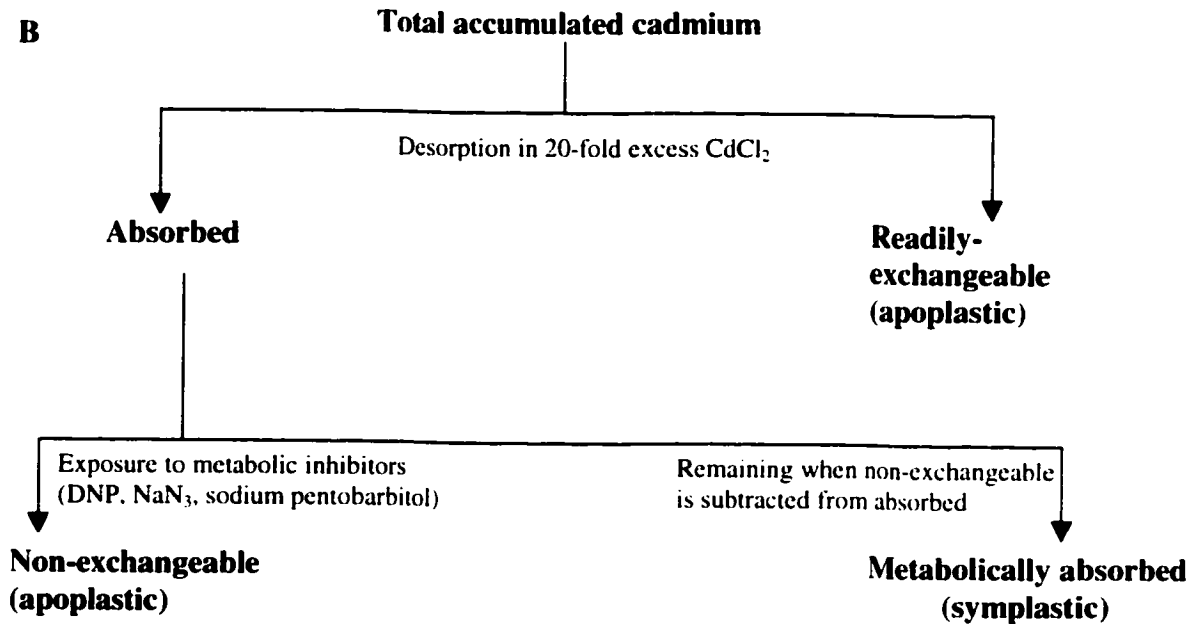 B
Total accumulated cadmium
Desorption in 20-fold excess CdCl₂
Absorbed
Readily-
exchangeable
(apoplastic)
Exposure to metabolic inhibitors
(DNP, NaN₃, sodium pentobarbitol)
Remaining when non-exchangeable
is subtracted from absorbed
Non-exchangeable
(apoplastic)
Metabolically absorbed
(symplastic)